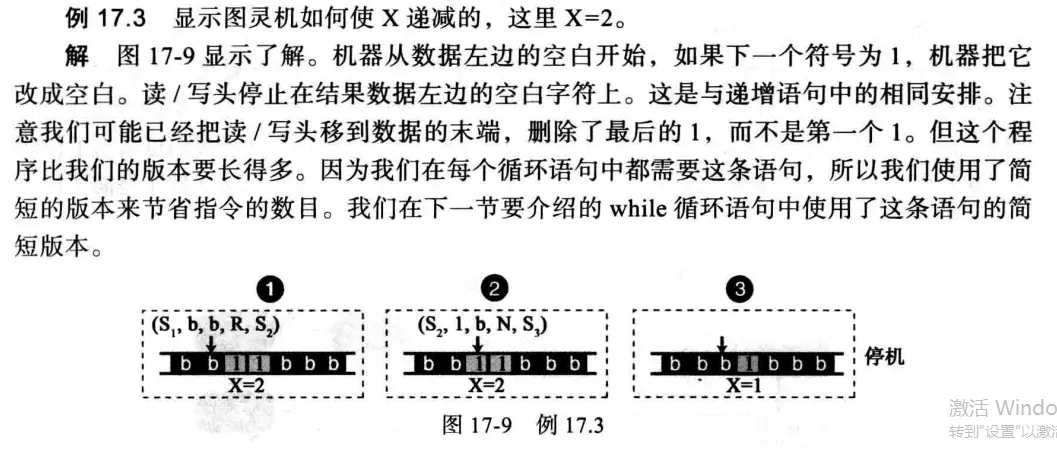 例 17.3 显示图灵机如何使 X 递减的，这里 X=2。
解 图 17-9 显示了解。机器从数据左边的空白开始，如果下一个符号为 1，机器把它
改成空白。读 / 写头停止在结果数据左边的空白字符上。这是与递增语句中的相同安排。注
意我们可能已经把读 / 写头移到数据的末端，删除了最后的 1，而不是第一个 1。但这个程
序比我们的版本要长得多。因为我们在每个循环语句中都需要这条语句，所以我们使用了简
短的版本来节省指令的数目。我们在下一节要介绍的 while 循环语句中使用了这条语句的简
短版本。
1 2 3
(S₁, b, b, R, S₂) (S₂, 1, b, N, S₃)
b b 1 1 b b b b b 1 1 b b b b b b 1 b b b 停机
X=2 X=2 X=1
图 17-9 例 17.3
激活 Windo
转到"设置"以激活